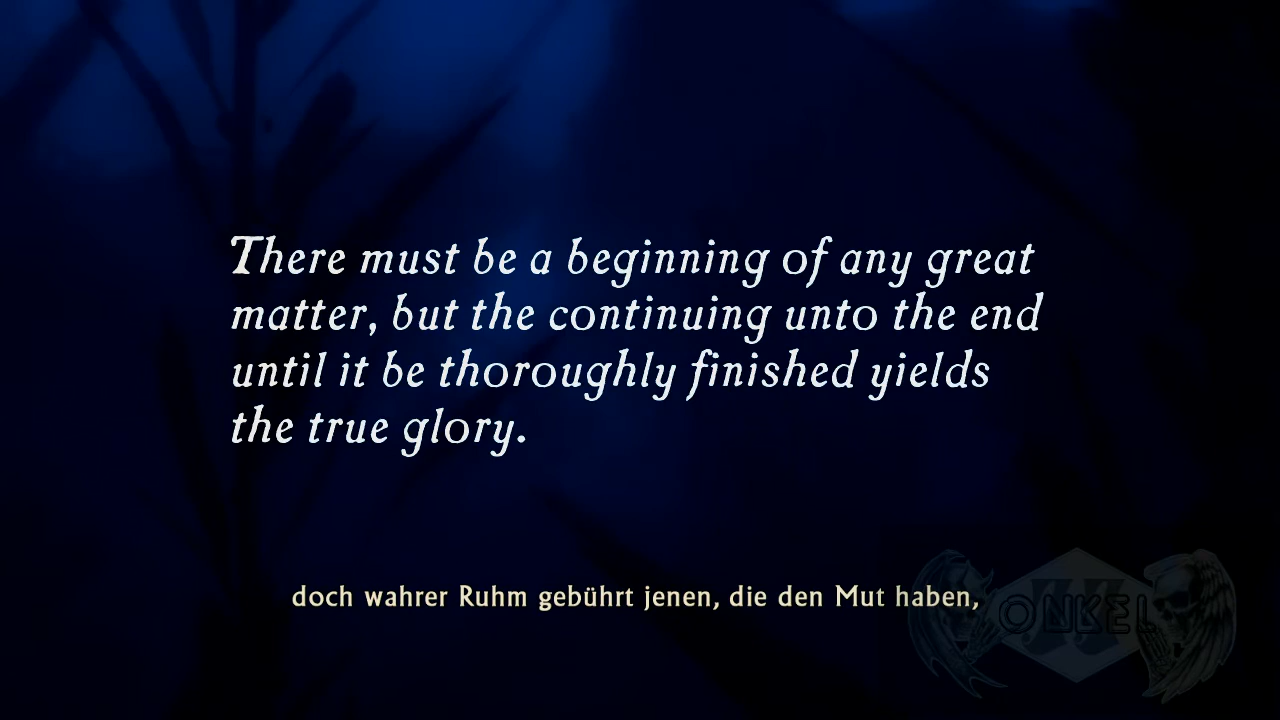 There must be a beginning of any great
matter, but the continuing unto the end
until it be thoroughly finished yields
the true glory.
doch wahrer Ruhm gebührt jenen, die den Mut haben,
ONKEL